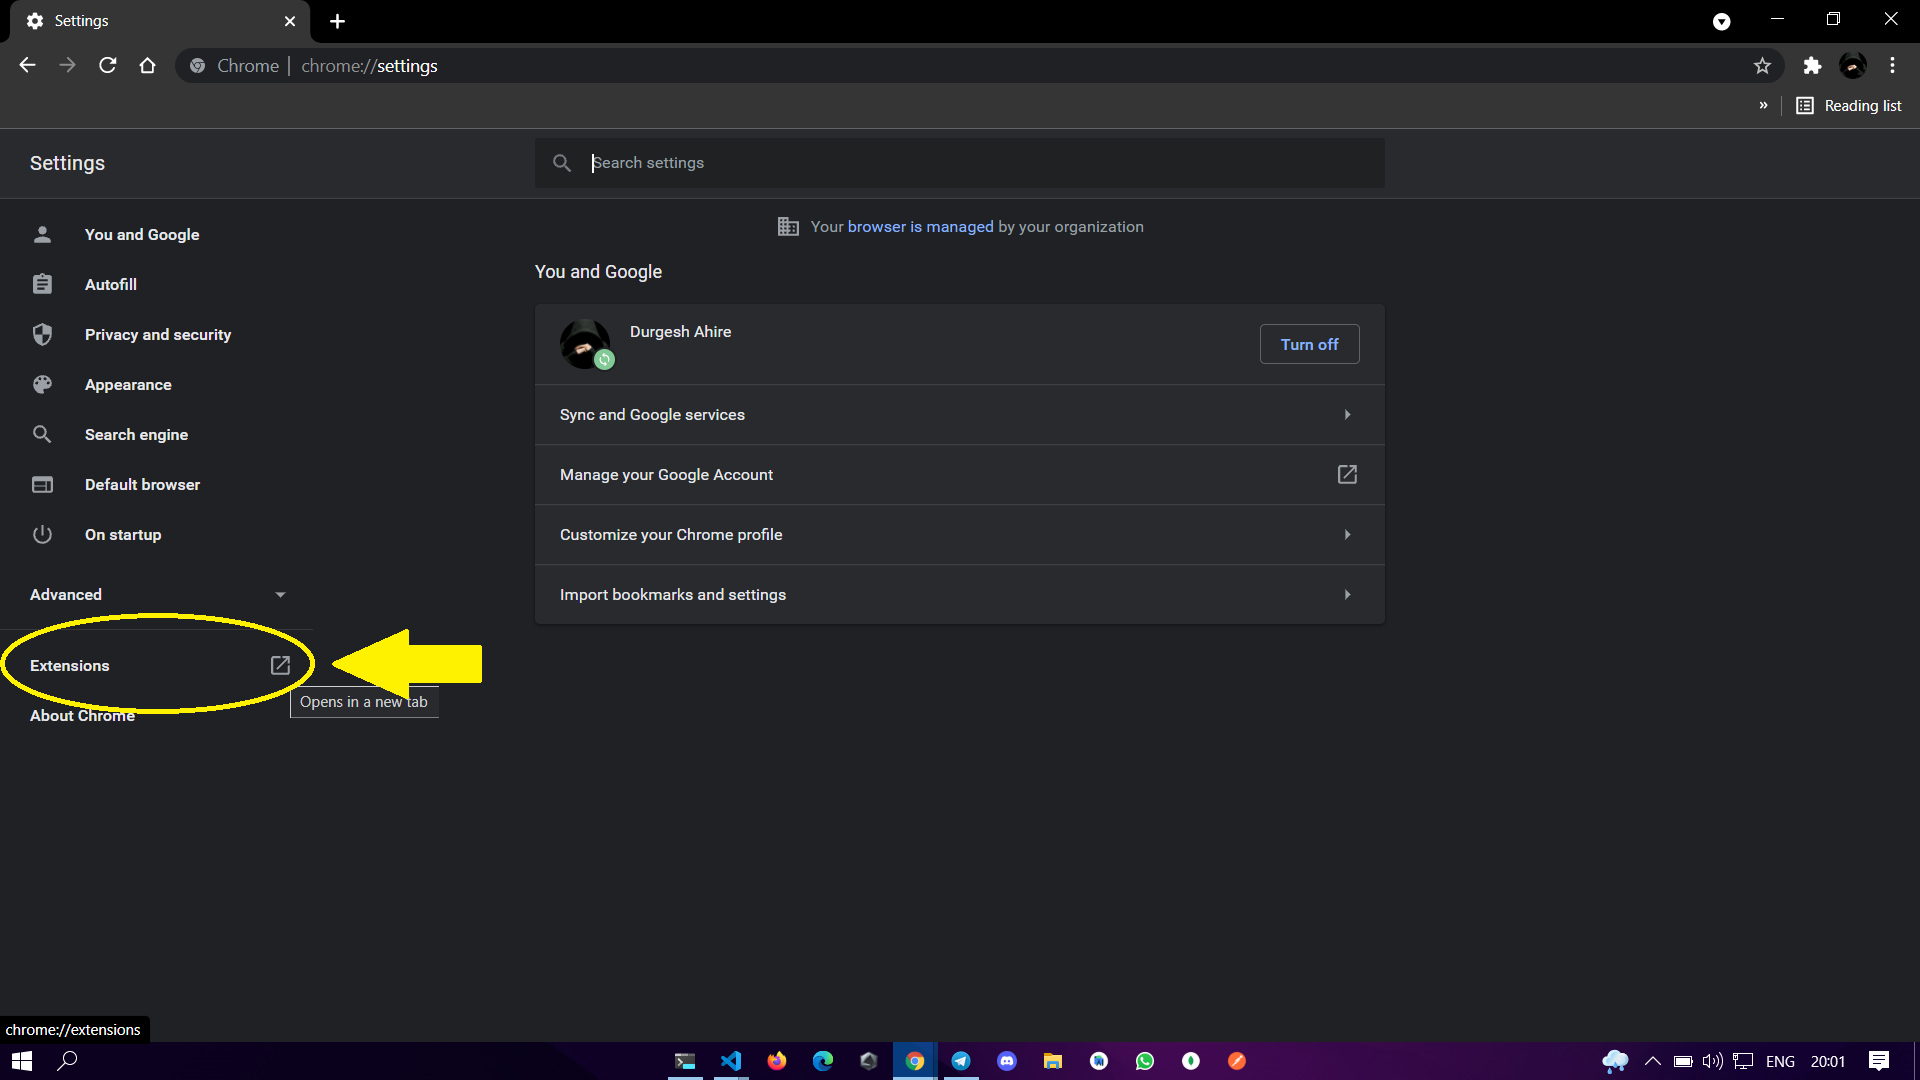 Settings
Chrome | chrome://settings
» Reading list
Settings
Search settings
Your browser is managed by your organization
You and Google
Autofill
Privacy and security
Appearance
Search engine
Default browser
On startup
Advanced
Extensions
Opens in a new tab
About Chrome
You and Google
Durgesh Ahire
Turn off
Sync and Google services
Manage your Google Account
Customize your Chrome profile
Import bookmarks and settings
chrome://extensions
ENG 20:01